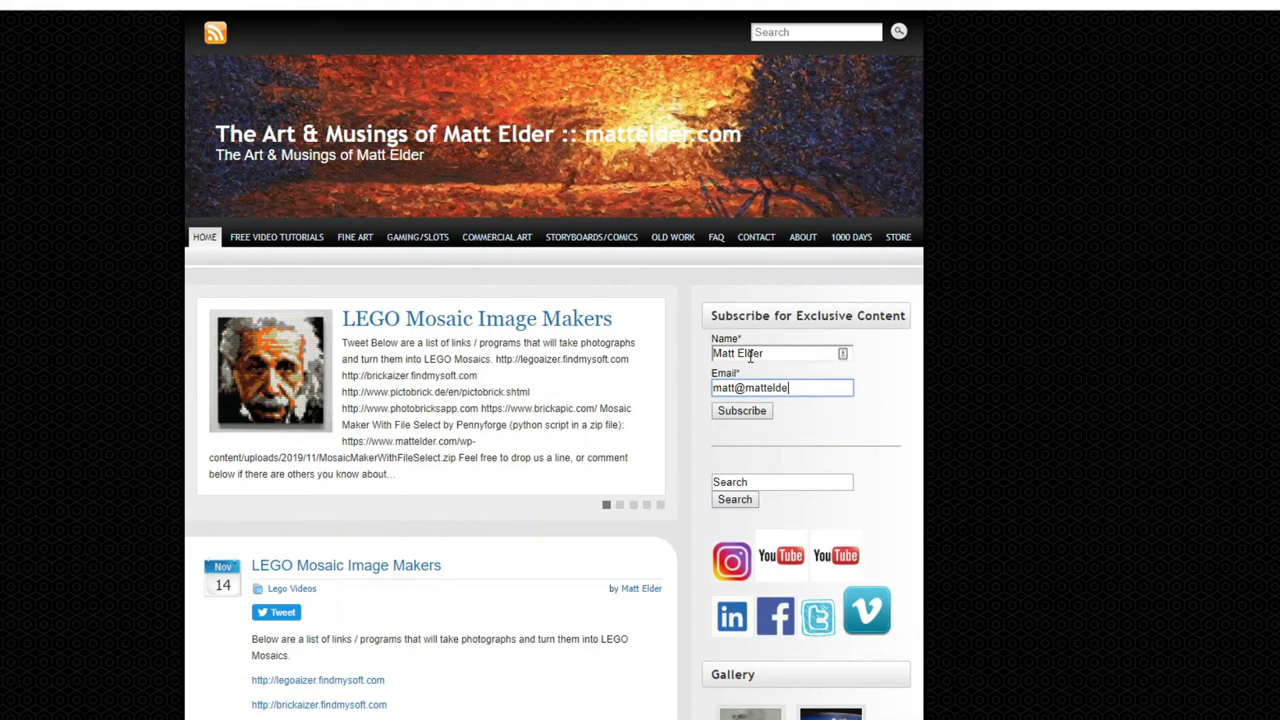 Search
The Art & Musings of Matt Elder :: mattelder.com
The Art & Musings of Matt Elder
HOME FREE VIDEO TUTORIALS FINE ART GAMING/SLOTS COMMERCIAL ART STORYBOARDS/COMICS OLD WORK FAQ CONTACT ABOUT 1000 DAYS STORE
LEGO Mosaic Image Makers
Tweet Below are a list of links / programs that will take photographs
and turn them into LEGO Mosaics. http://legoaizer.findmysoft.com
http://brickaizer.findmysoft.com
http://www.pictobrick.de/en/pictobrick.shtml
http://www.photobricksapp.com https://www.brickapic.com/ Mosaic
Maker With File Select by Pennyforge (python script in a zip file):
https://www.mattelder.com/wp-
content/uploads/2019/11/MosaicMakerWithFileSelect.zip Feel free to drop us a line, or comment
below if there are others you know about…
Subscribe for Exclusive Content
Name*
Matt Elder
Email*
matt@mattelde
Subscribe
Search
Search
YouTube YouTube
in f t v
Gallery
Nov
14
LEGO Mosaic Image Makers
Lego Videos by Matt Elder
Tweet
Below are a list of links / programs that will take photographs and turn them into LEGO
Mosaics.
http://legoaizer.findmysoft.com
http://brickaizer.findmysoft.com